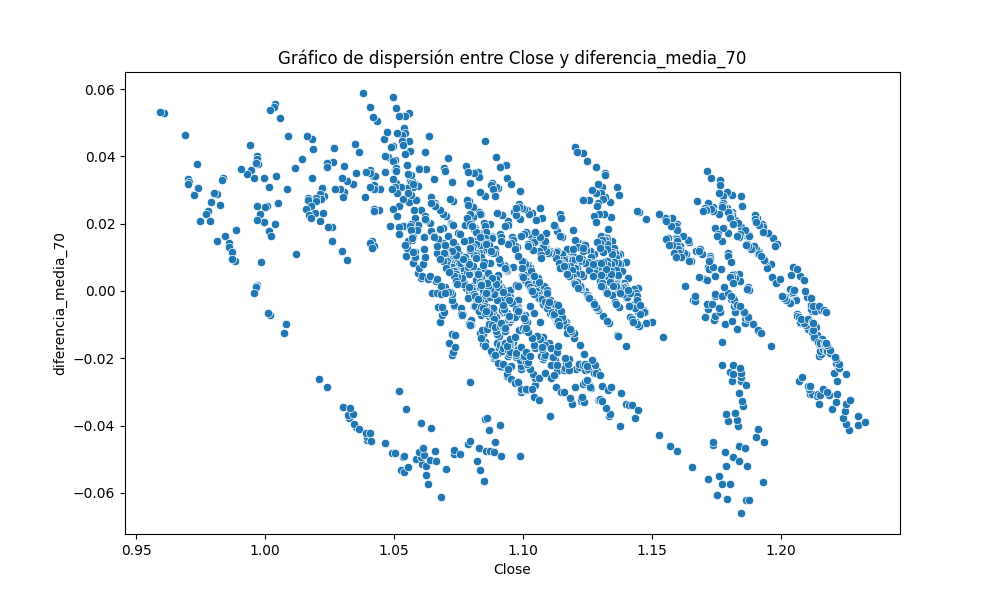 Gráfico de dispersión entre Close y diferencia_media_70
diferencia_media_70
0.06
0.04
0.02
0.00
−0.02
−0.04
−0.06
0.95 1.00 1.05 1.10 1.15 1.20
Close